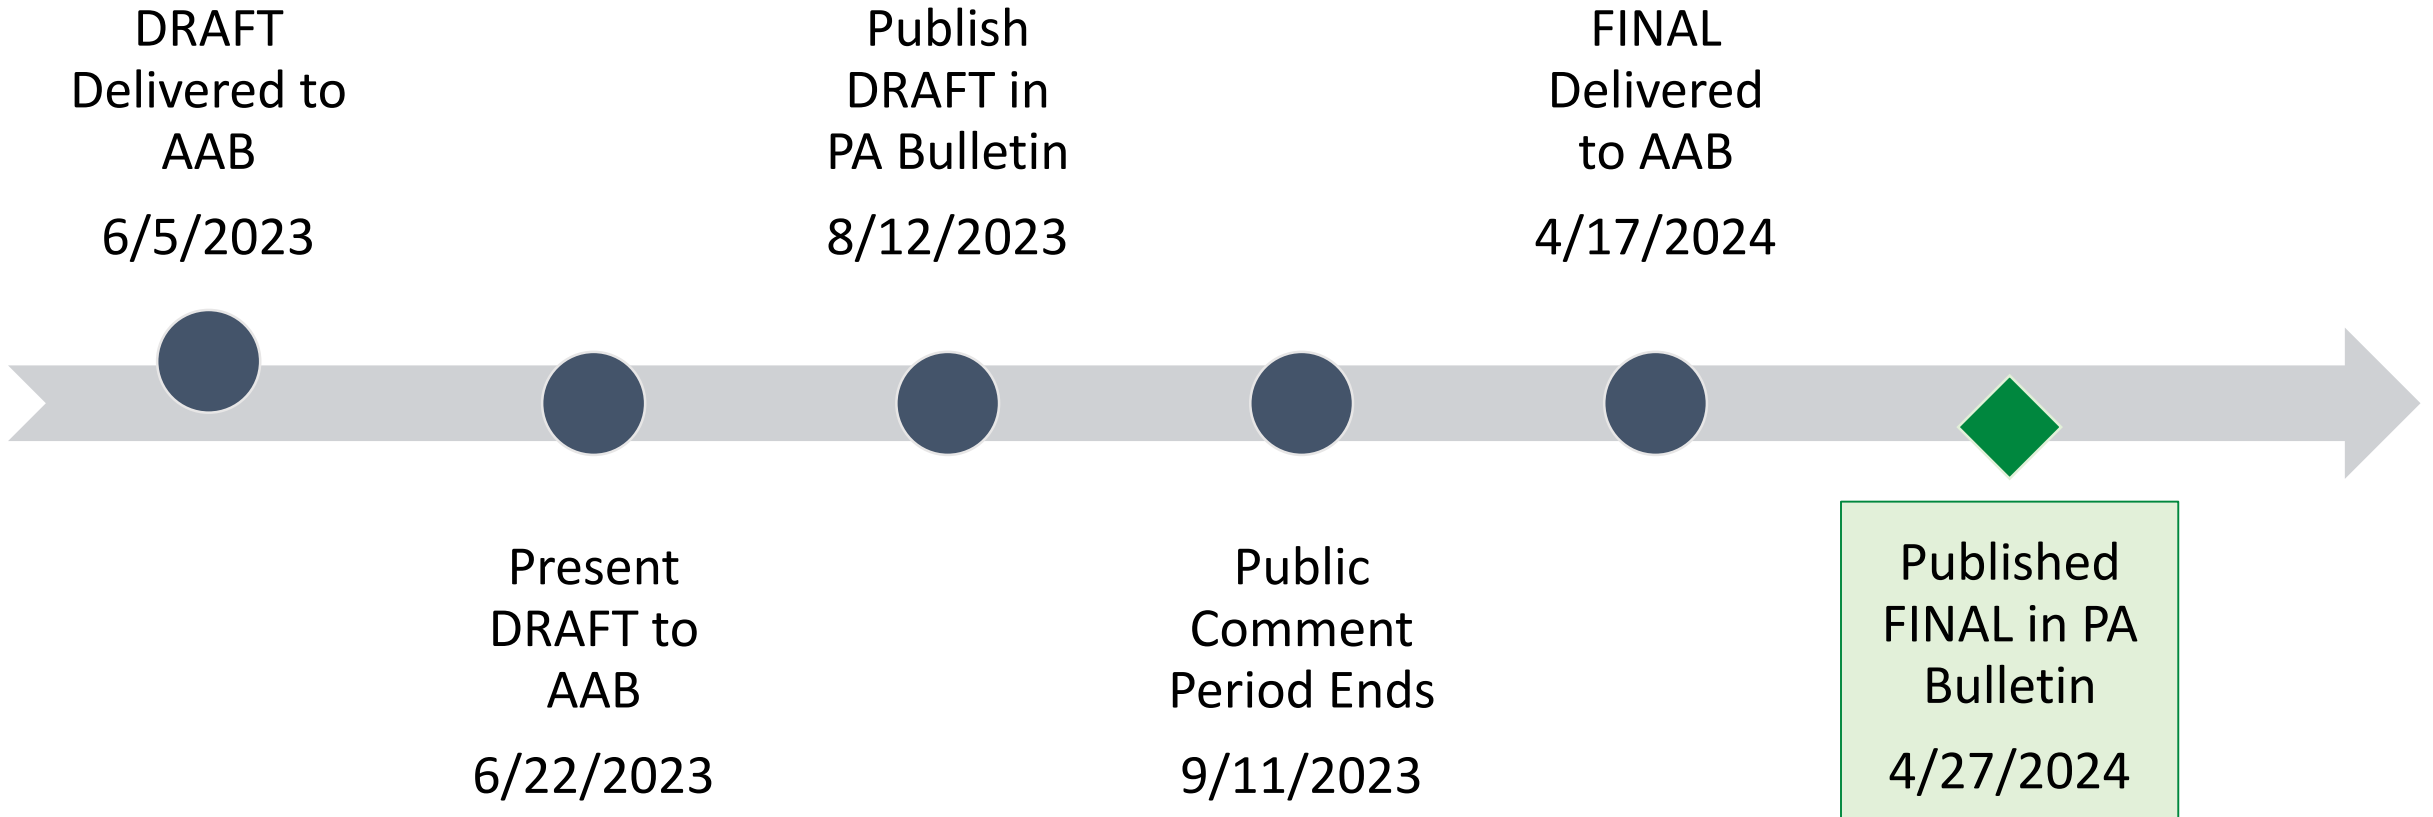 DRAFT
Delivered to
AAB
6/5/2023
Present
DRAFT to
AAB
6/22/2023
Publish
DRAFT in
PA Bulletin
8/12/2023
Public
Comment
Period Ends
9/11/2023
FINAL
Delivered
to AAB
4/17/2024
Published
FINAL in PA
Bulletin
4/27/2024